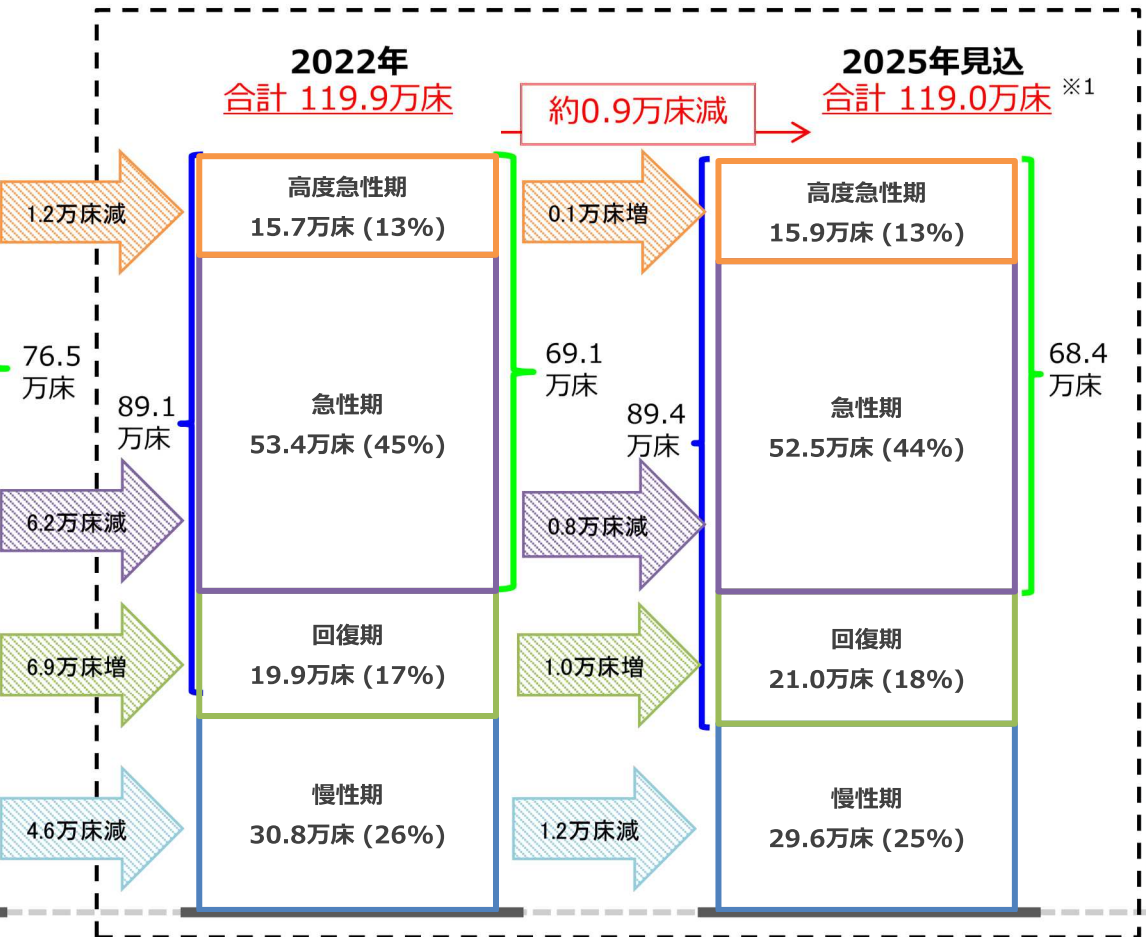 2022年
合計 119.9万床
約0.9万床減
2025年見込
合計 119.0万床 ※1
1.2万床減
高度急性期
15.7万床 (13%)
0.1万床増
高度急性期
15.9万床 (13%)
76.5
万床
89.1
万床
急性期
53.4万床 (45%)
69.1
万床
89.4
万床
急性期
52.5万床 (44%)
68.4
万床
6.2万床減
0.8万床減
6.9万床増
回復期
19.9万床 (17%)
1.0万床増
回復期
21.0万床 (18%)
4.6万床減
慢性期
30.8万床 (26%)
1.2万床減
慢性期
29.6万床 (25%)